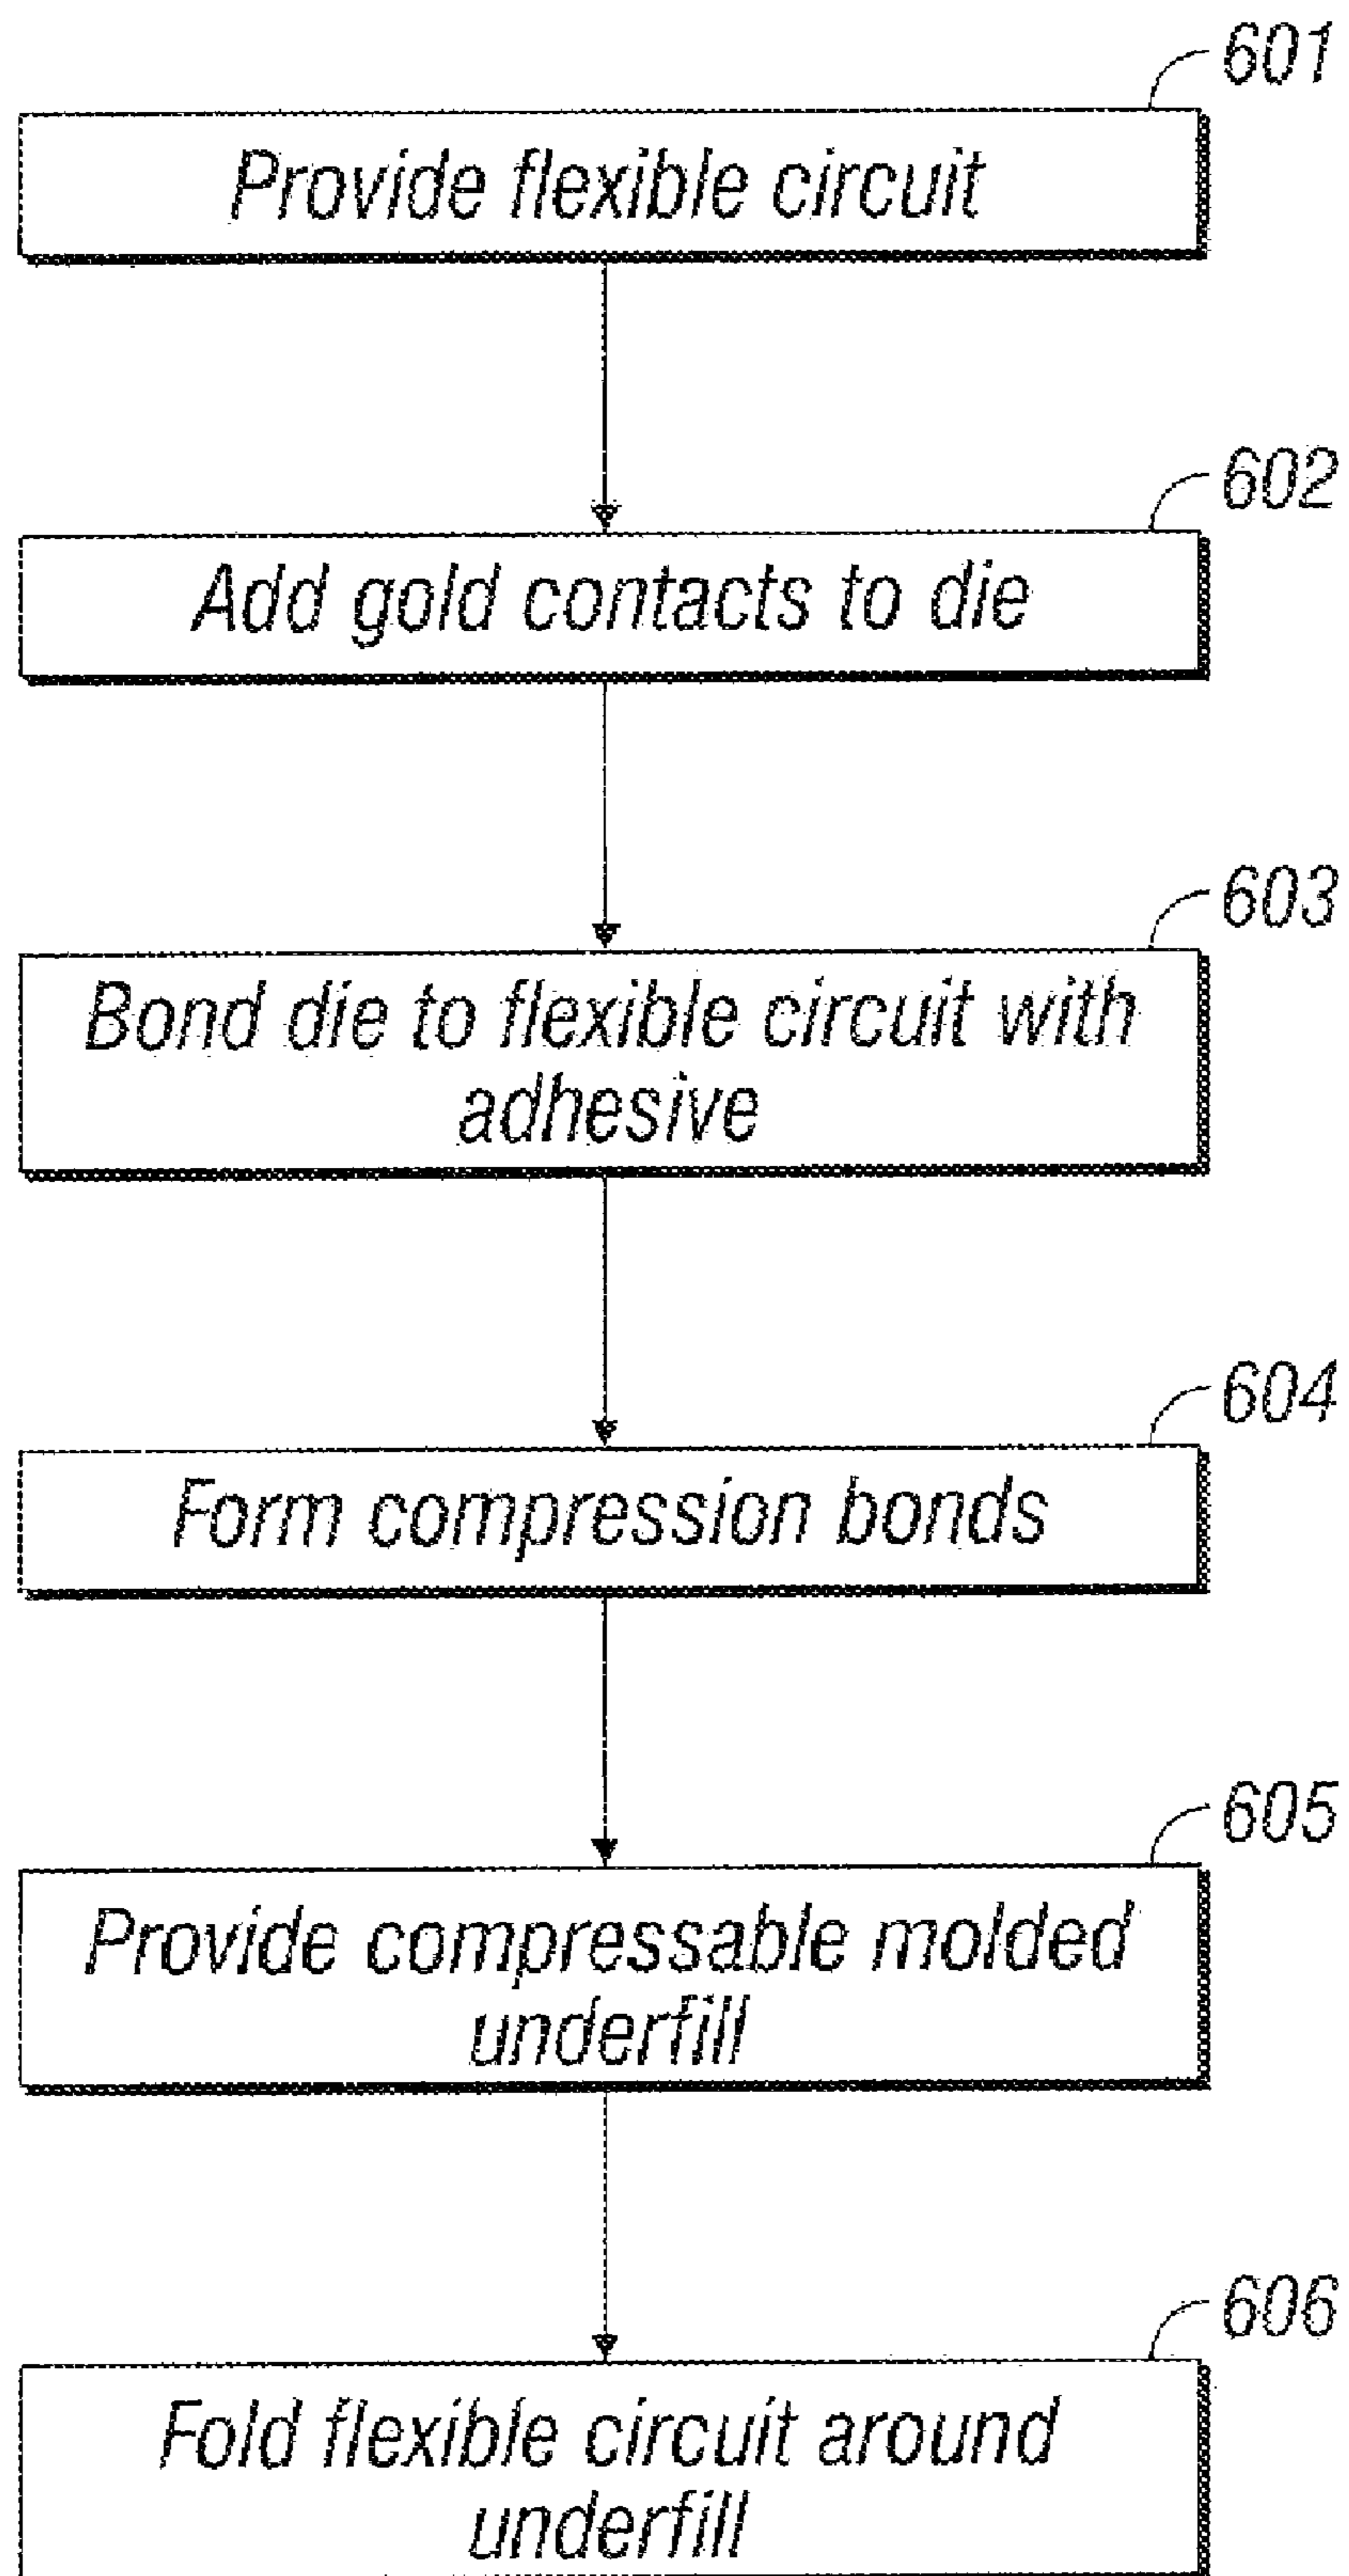 601
Provide flexible circuit
602
Add gold contacts to die
603
Bond die to flexible circuit with
adhesive
604
Form compression bonds
605
Provide compressable molded
underfill
606
Fold flexible circuit around
underfill